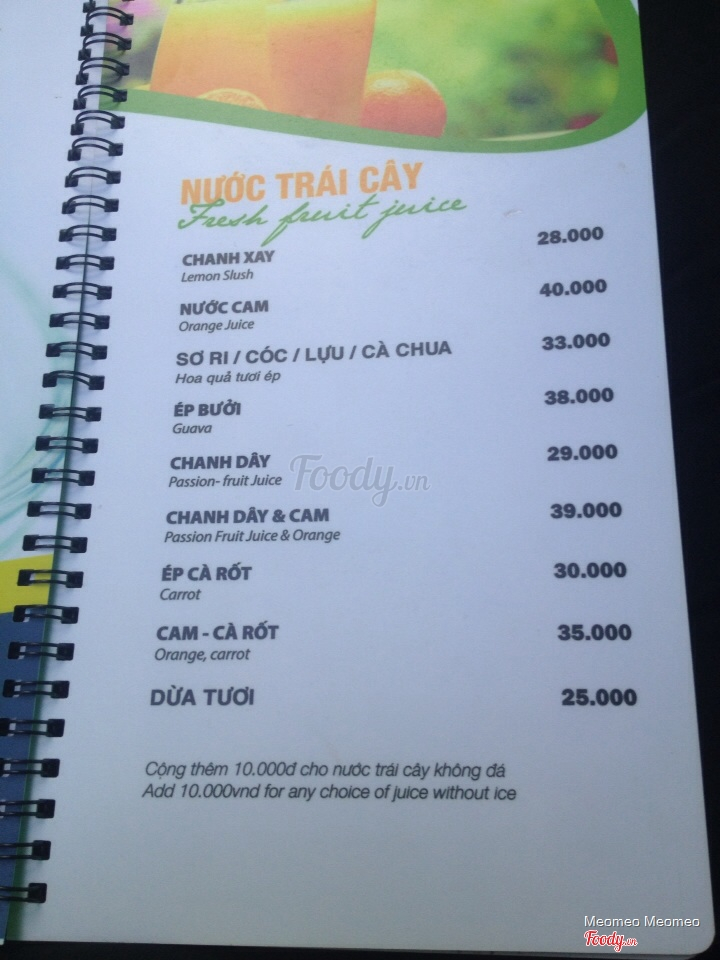 NƯỚC TRÁI CÂY
Fresh fruit juice
CHANH XAY 28.000
Lemon Slush
NƯỚC CAM 40.000
Orange Juice
SƠ RI / CÓC / LỰU / CÀ CHUA 33.000
Hoa quả tươi ép
ÉP BƯỞI 38.000
Guava
CHANH DÂY 29.000
Passion- fruit Juice
Foody.vn
CHANH DÂY & CAM 39.000
Passion Fruit Juice & Orange
ÉP CÀ RỐT 30.000
Carrot
CAM - CÀ RỐT 35.000
Orange, carrot
DỪA TƯƠI 25.000
Cộng thêm 10.000đ cho nước trái cây không đá
Add 10.000vnd for any choice of juice without ice
Meomeo Meomeo
Foody.vn